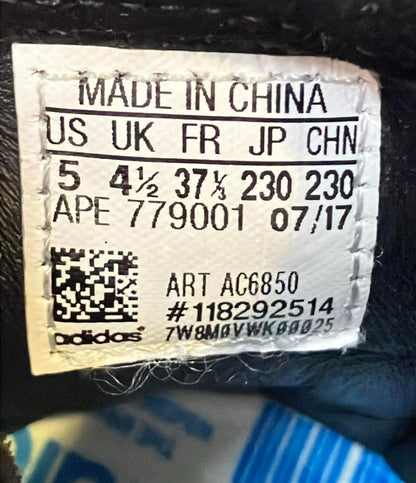 MADE IN CHINA
US UK FR JP CHN
5 4½ 37⅓ 230 230
APE 779001 07/17
ART AC6850
#118292514
adidas 7W8M0VWK00025